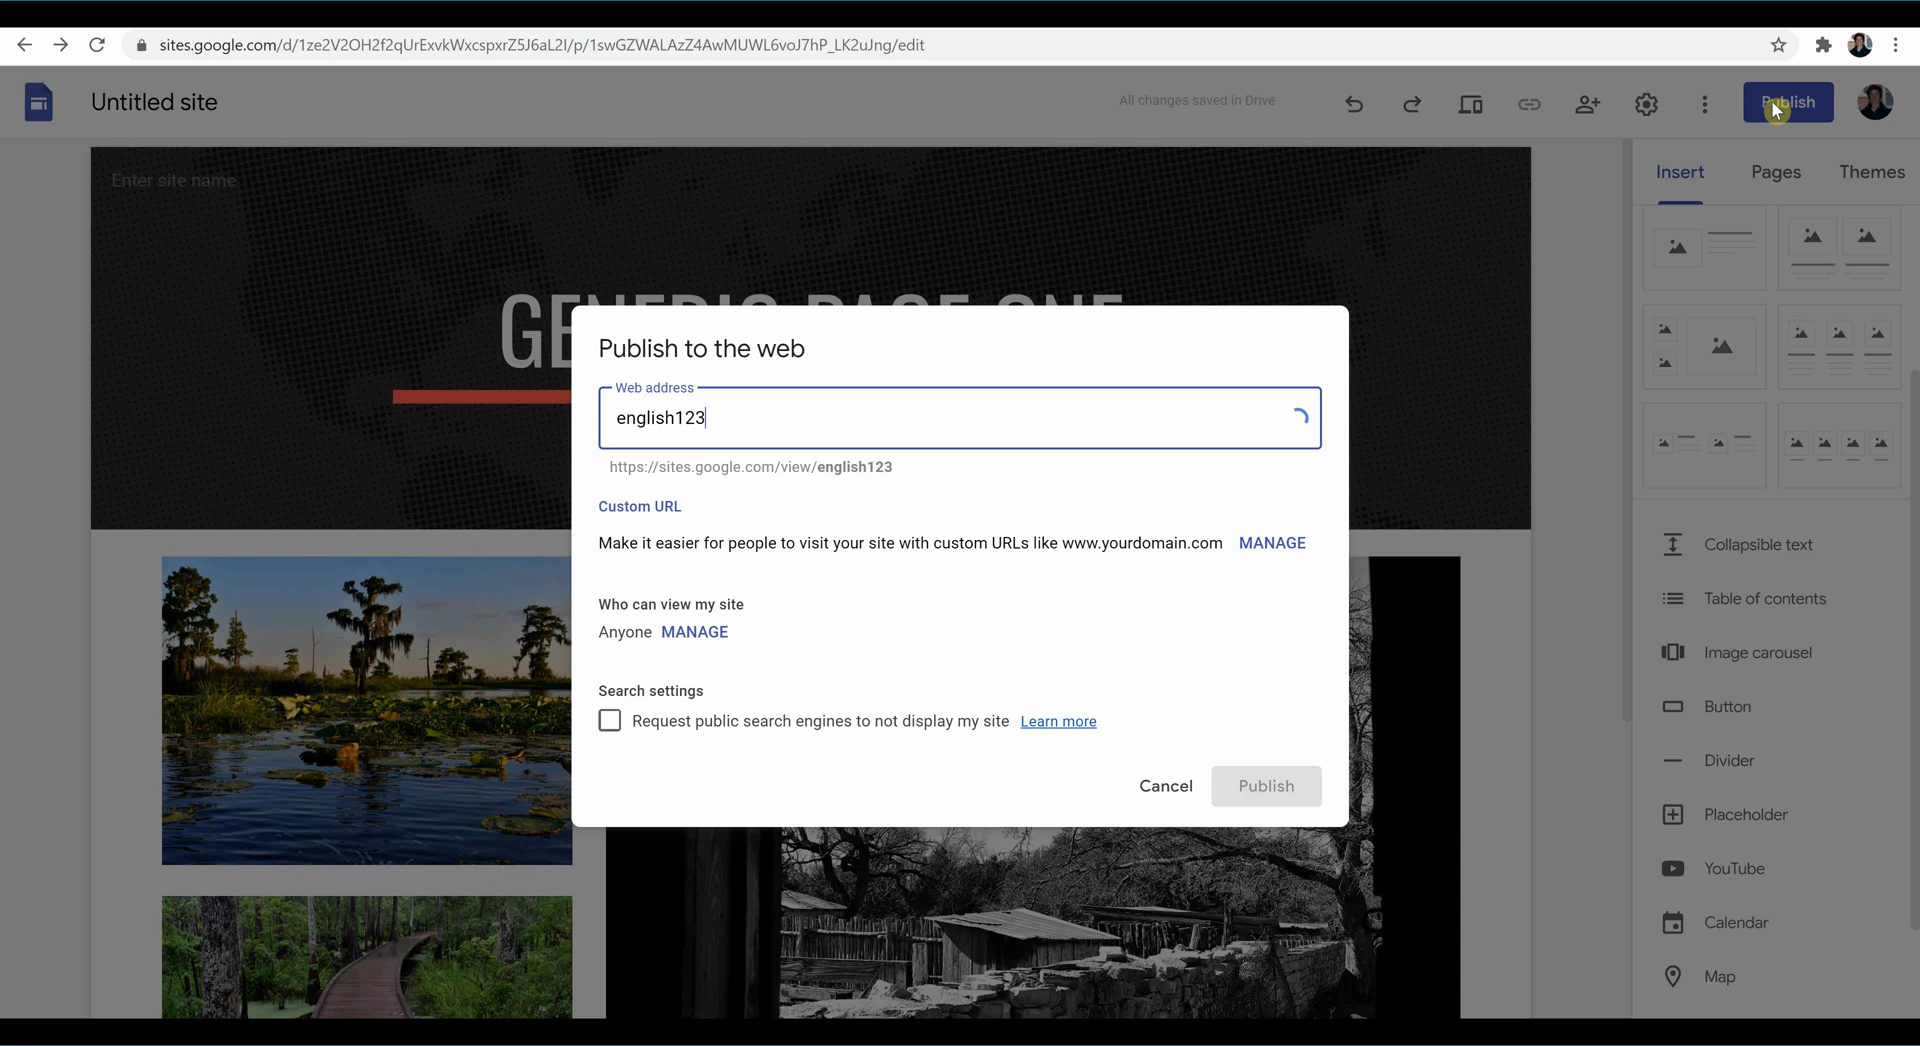 sites.google.com/d/1ze2V2OH2f2qUrExvkWxcspxrZ5J6aL2I/p/1swGZWALAzZ4AwMUWL6voJ7hP_LK2uJng/edit
Untitled site
All changes saved in Drive
Publish
Insert
Pages
Themes
Enter site name
GENERIC PAGE ONE
Publish to the web
Web address
english123
https://sites.google.com/view/english123
Custom URL
Make it easier for people to visit your site with custom URLs like www.yourdomain.com MANAGE
Who can view my site
Anyone MANAGE
Search settings
Request public search engines to not display my site Learn more
Cancel
Publish
Collapsible text
Table of contents
Image carousel
Button
Divider
Placeholder
YouTube
Calendar
Map